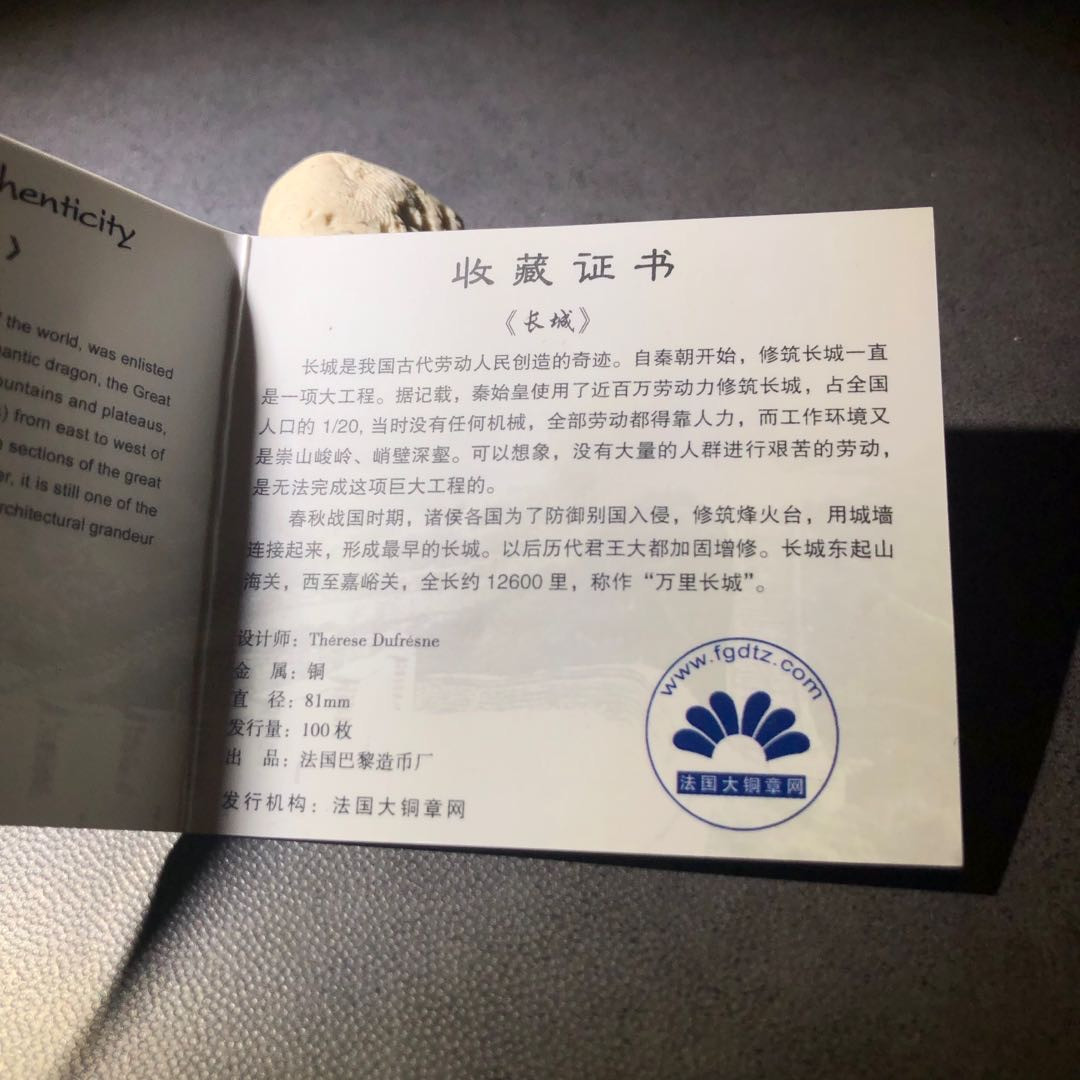 henticity
》
the world, was enlisted
antic dragon, the Great
ountains and plateaus,
) from east to west of
sections of the great
er, it is still one of the
rchitectural grandeur
收藏证书
《长城》
长城是我国古代劳动人民创造的奇迹。自秦朝开始，修筑长城一直
是一项大工程。据记载，秦始皇使用了近百万劳动力修筑长城，占全国
人口的 1/20, 当时没有任何机械，全部劳动都得靠人力，而工作环境又
是崇山峻岭、峭壁深壑。可以想象，没有大量的人群进行艰苦的劳动，
是无法完成这项巨大工程的。
春秋战国时期，诸侯各国为了防御别国入侵，修筑烽火台，用城墙
连接起来，形成最早的长城。以后历代君王大都加固增修。长城东起山
海关，西至嘉峪关，全长约 12600 里，称作“万里长城”。
设计师：Thérese Dufrésne
金 属：铜
直 径：81mm
发行量：100 枚
出 品：法国巴黎造币厂
发行机构：法国大铜章网
www.fgdtz.com
法国大铜章网